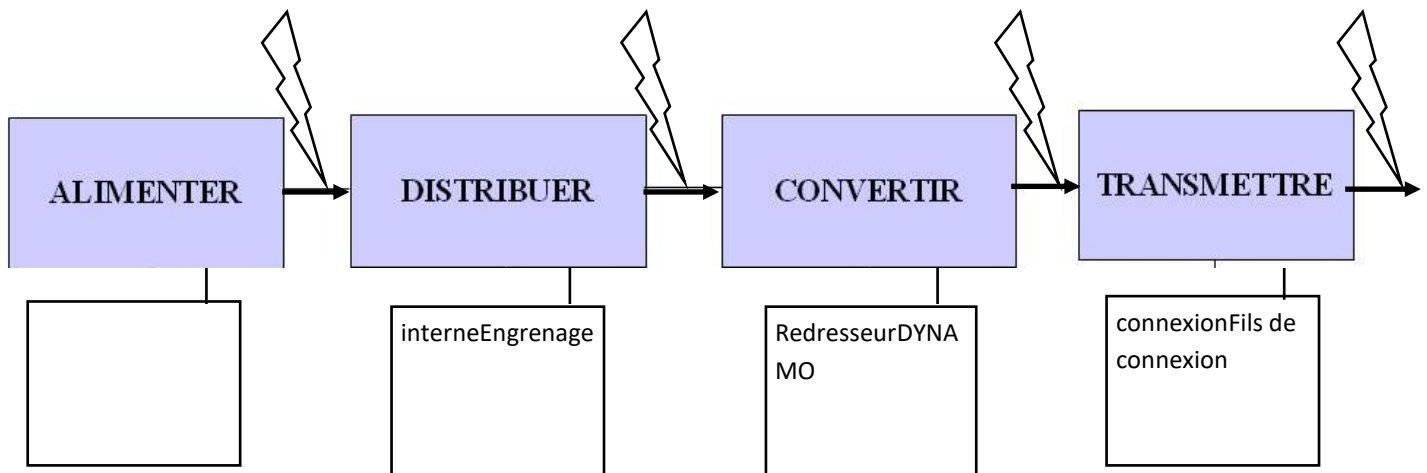 ALIMENTER
DISTRIBUER
CONVERTIR
TRANSMETTRE
interneEngrenage
RedresseurDYNA
MO
connexionFils de
connexion